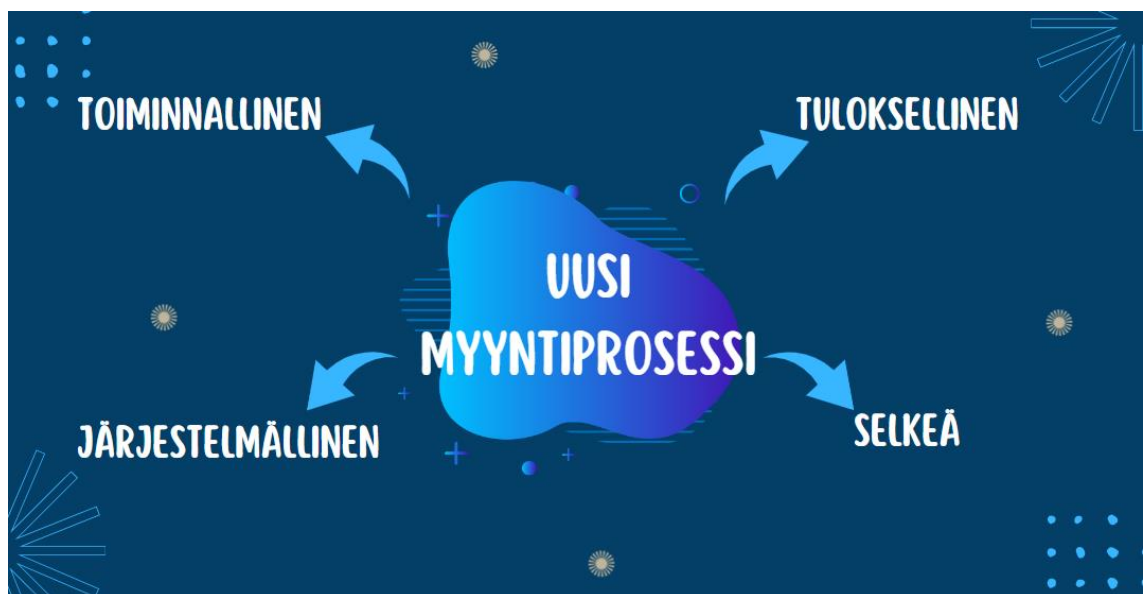 TOIMINNALLINEN
TULOKSELLINEN
UUSI
MYYNTIPROSESSI
JÄRJESTELMÄLLINEN
SELKEÄ